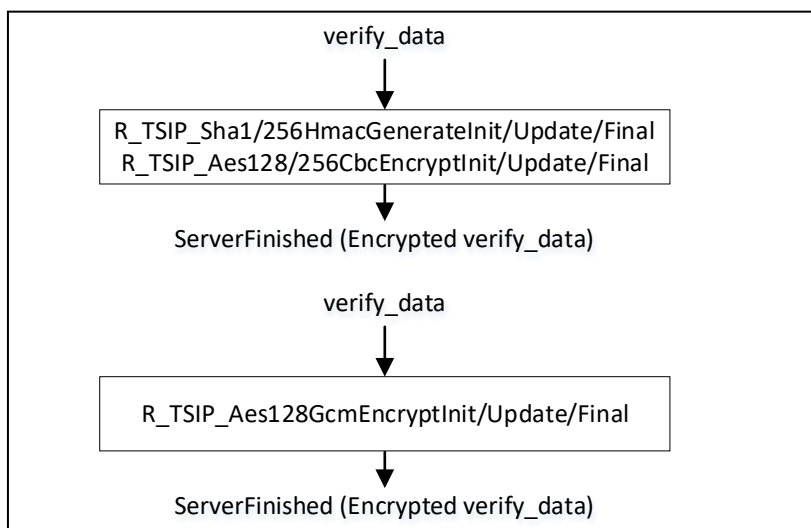 verify_data
R_TSIP_Sha1/256HmacGenerateInit/Update/Final
R_TSIP_Aes128/256CbcEncryptInit/Update/Final
ServerFinished (Encrypted verify_data)
verify_data
R_TSIP_Aes128GcmEncryptInit/Update/Final
ServerFinished (Encrypted verify_data)